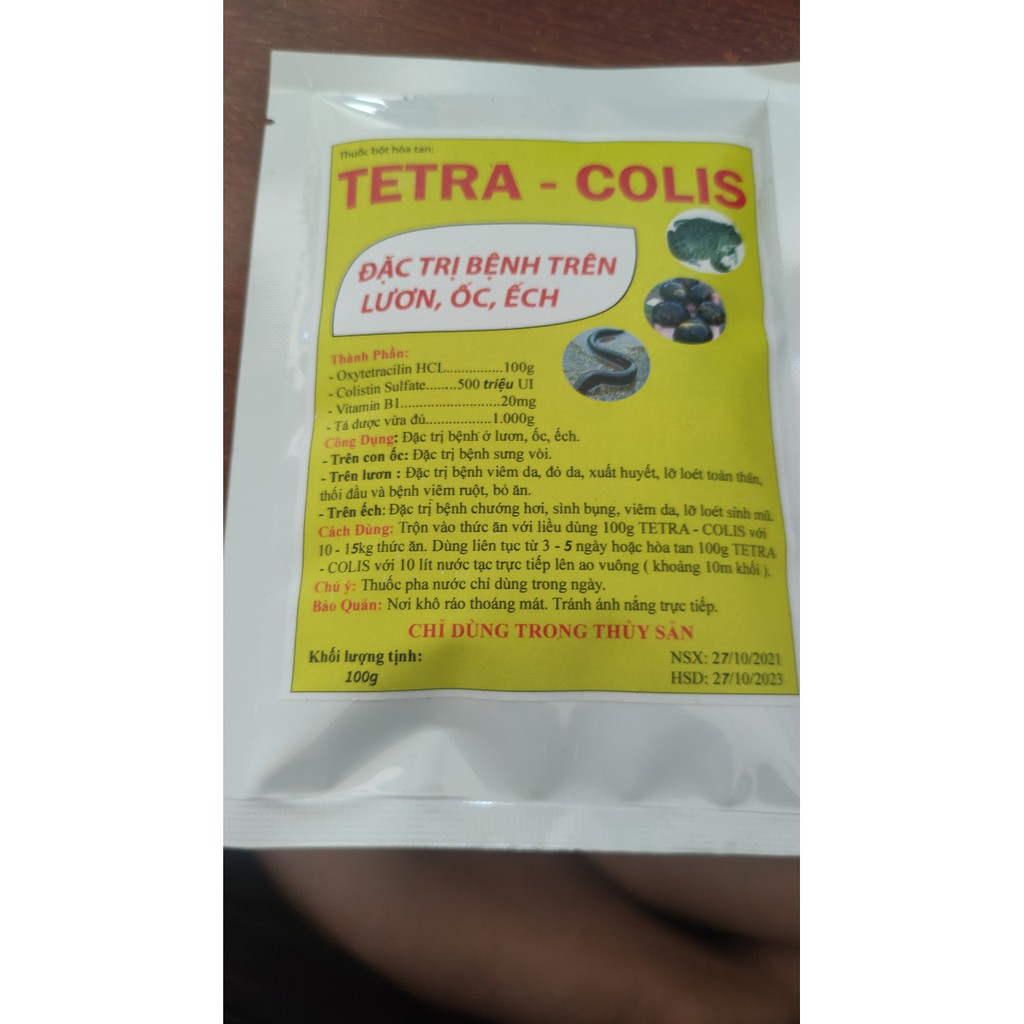 Thuốc bột hòa tan:
TETRA - COLIS
ĐẶC TRỊ BỆNH TRÊN
LƯƠN, ỐC, ẾCH
Thành Phần:
- Oxytetracilin HCL...............100g
- Colistin Sulfate........500 triệu UI
- Vitamin B1..........................20mg
- Tá dược vừa đủ.................1.000g
Công Dụng: Đặc trị bệnh ở lươn, ốc, ếch.
- Trên con ốc: Đặc trị bệnh sưng vòi.
- Trên lươn : Đặc trị bệnh viêm da, đỏ da, xuất huyết, lỡ loét toàn thân,
thối đầu và bệnh viêm ruột, bỏ ăn.
- Trên ếch: Đặc trị bệnh chướng hơi, sình bụng, viêm da, lỡ loét sinh mũ.
Cách Dùng: Trộn vào thức ăn với liều dùng 100g TETRA - COLIS với
10 - 15kg thức ăn. Dùng liên tục từ 3 - 5 ngày hoặc hòa tan 100g TETRA
- COLIS với 10 lít nước tạc trực tiếp lên ao vuông ( khoảng 10m khối ).
Chú ý: Thuốc pha nước chỉ dùng trong ngày.
Bảo Quản: Nơi khô ráo thoáng mát. Tránh ánh nắng trực tiếp.
CHỈ DÙNG TRONG THỦY SẢN
Khối lượng tịnh:
100g
NSX: 27/10/2021
HSD: 27/10/2023